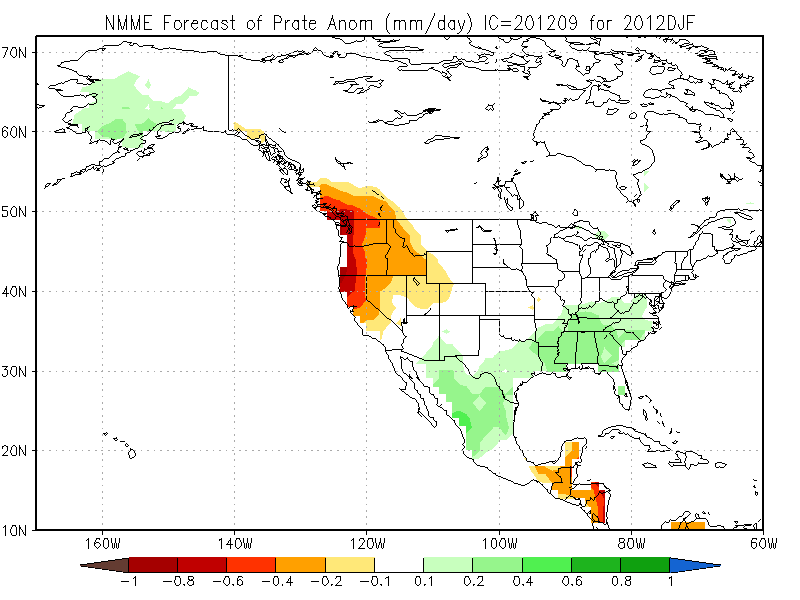 NMME Forecast of Prate Anom (mm/day) IC=201209 for 2012DJF
70N
60N
50N
40N
30N
20N
10N
160W 140W 120W 100W 80W 60W
-1 -0.8 -0.6 -0.4 -0.2 -0.1 0.1 0.2 0.4 0.6 0.8 1